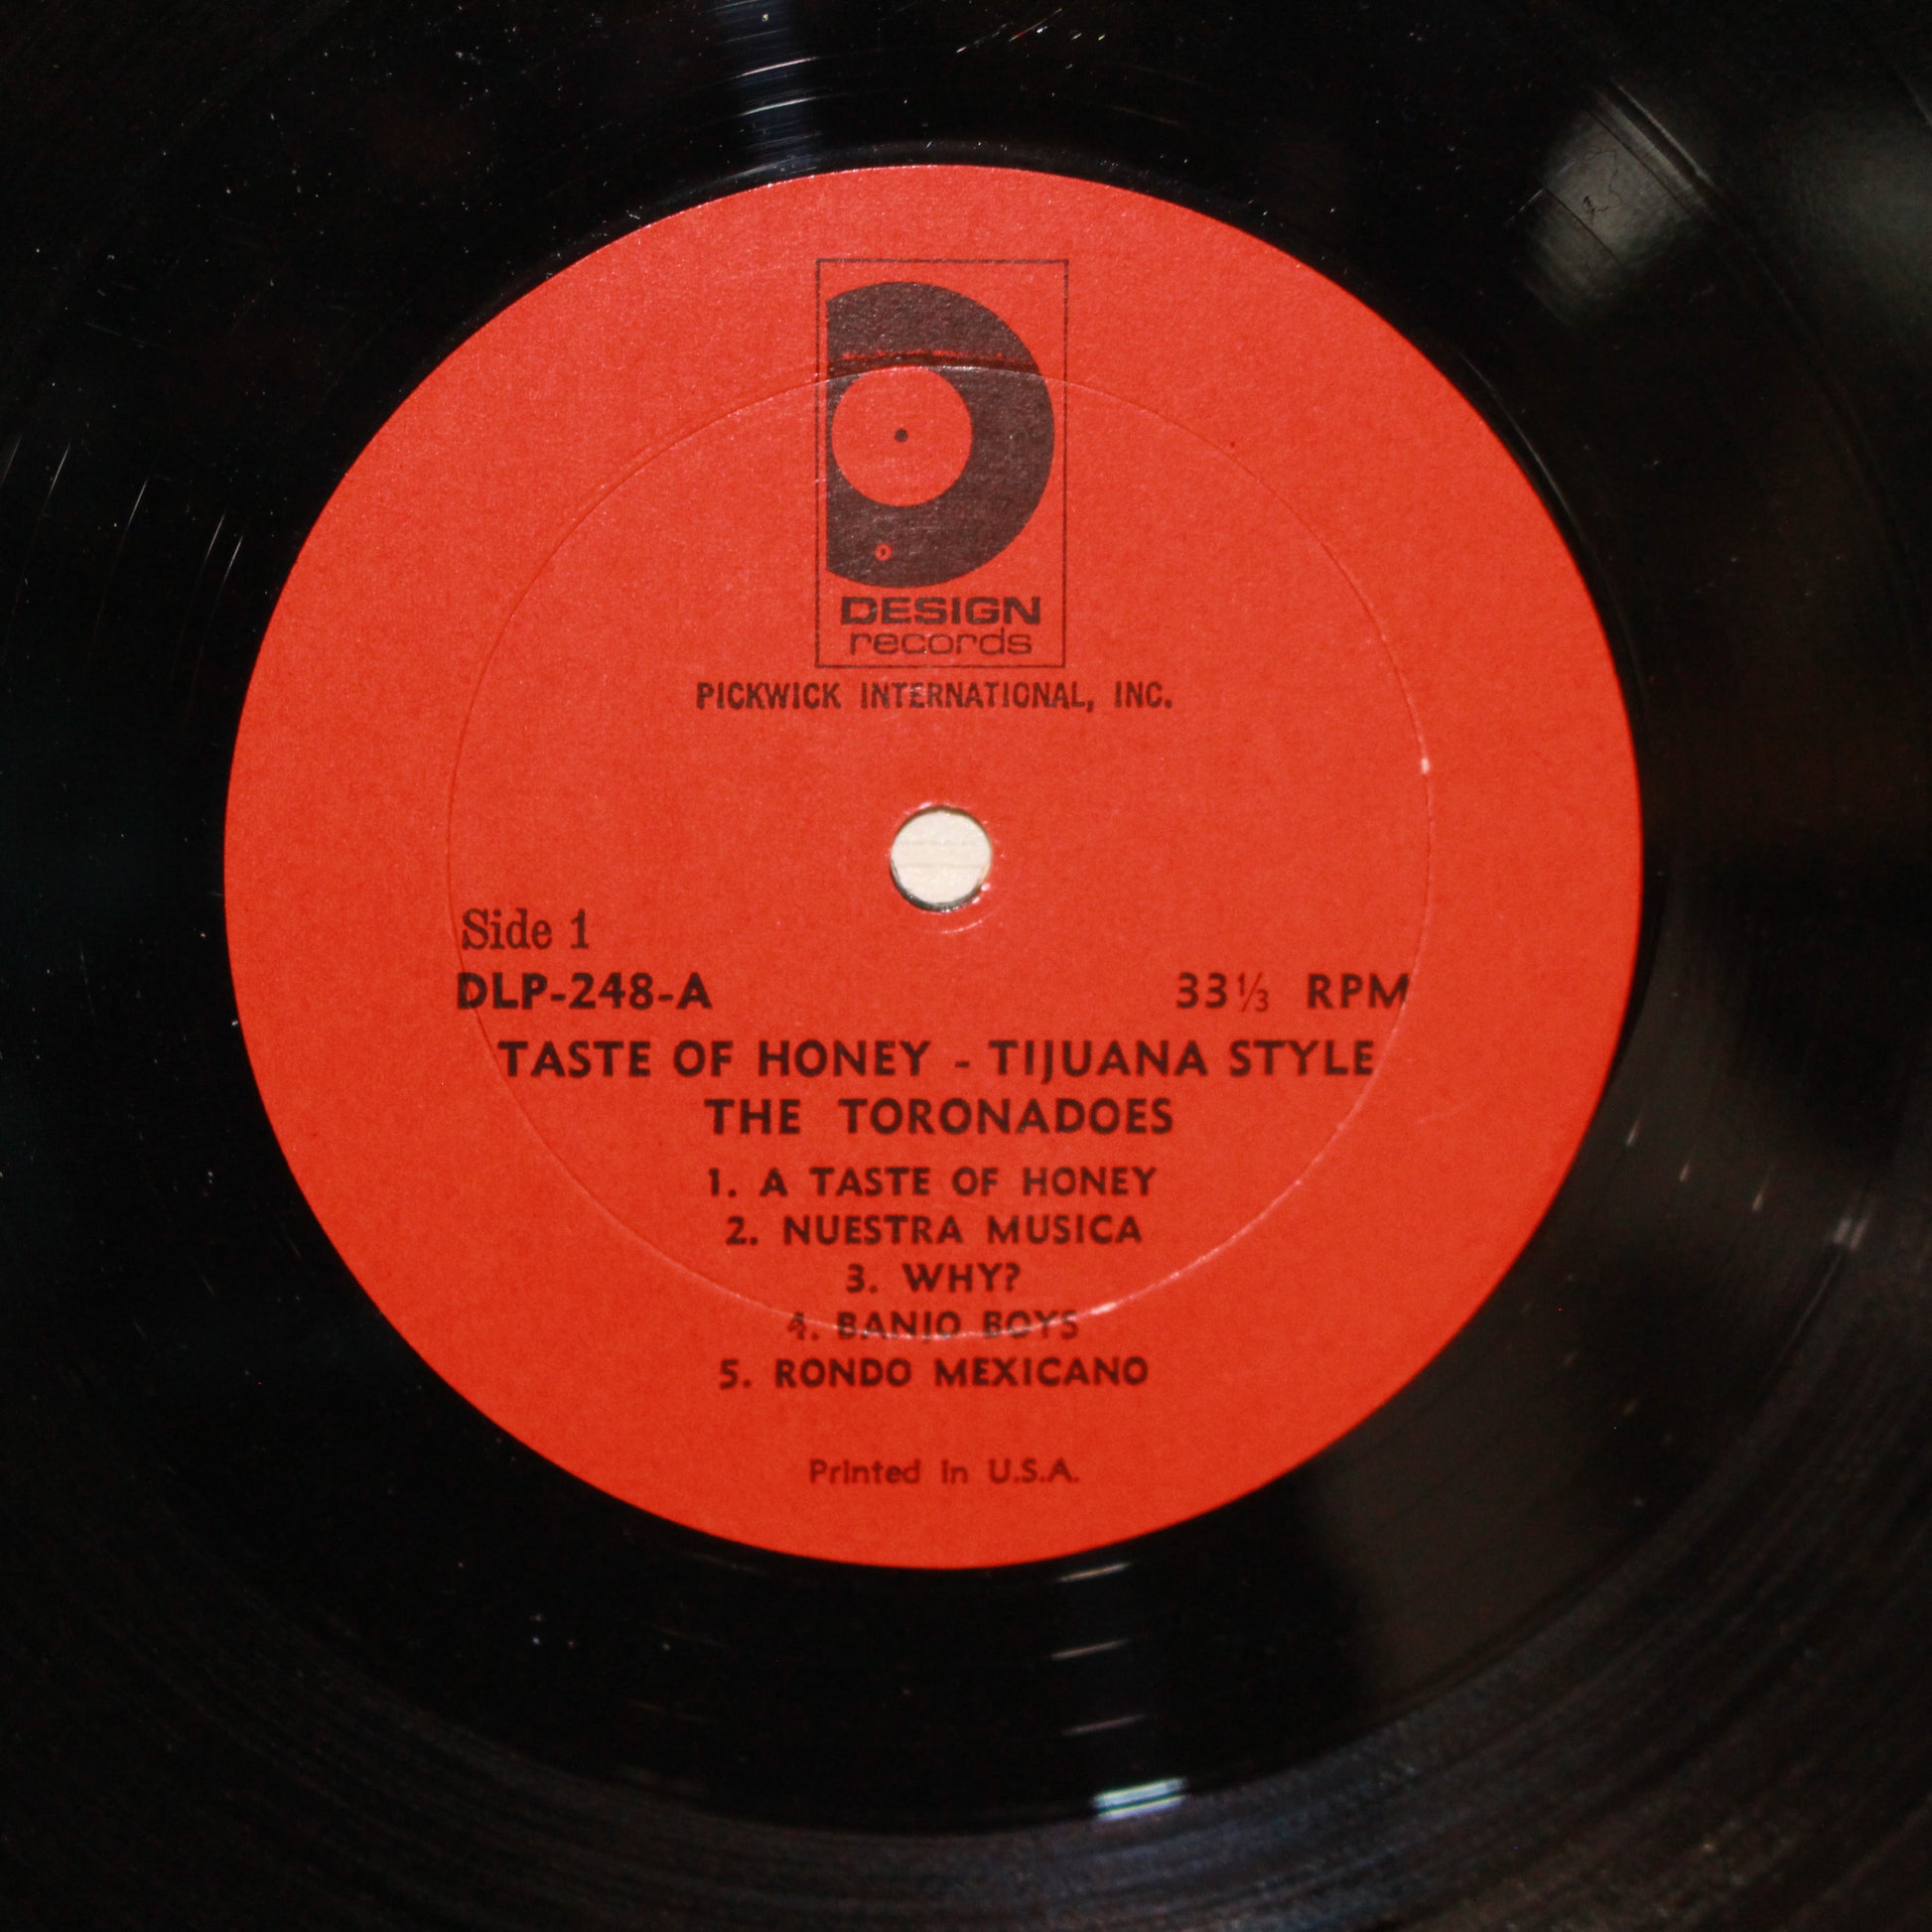 DESIGN
records
PICKWICK INTERNATIONAL, INC.
Side 1
DLP-248-A 33⅓ RPM
TASTE OF HONEY - TIJUANA STYLE
THE TORONADOES
1. A TASTE OF HONEY
2. NUESTRA MUSICA
3. WHY?
4. BANJO BOYS
5. RONDO MEXICANO
Printed in U.S.A.